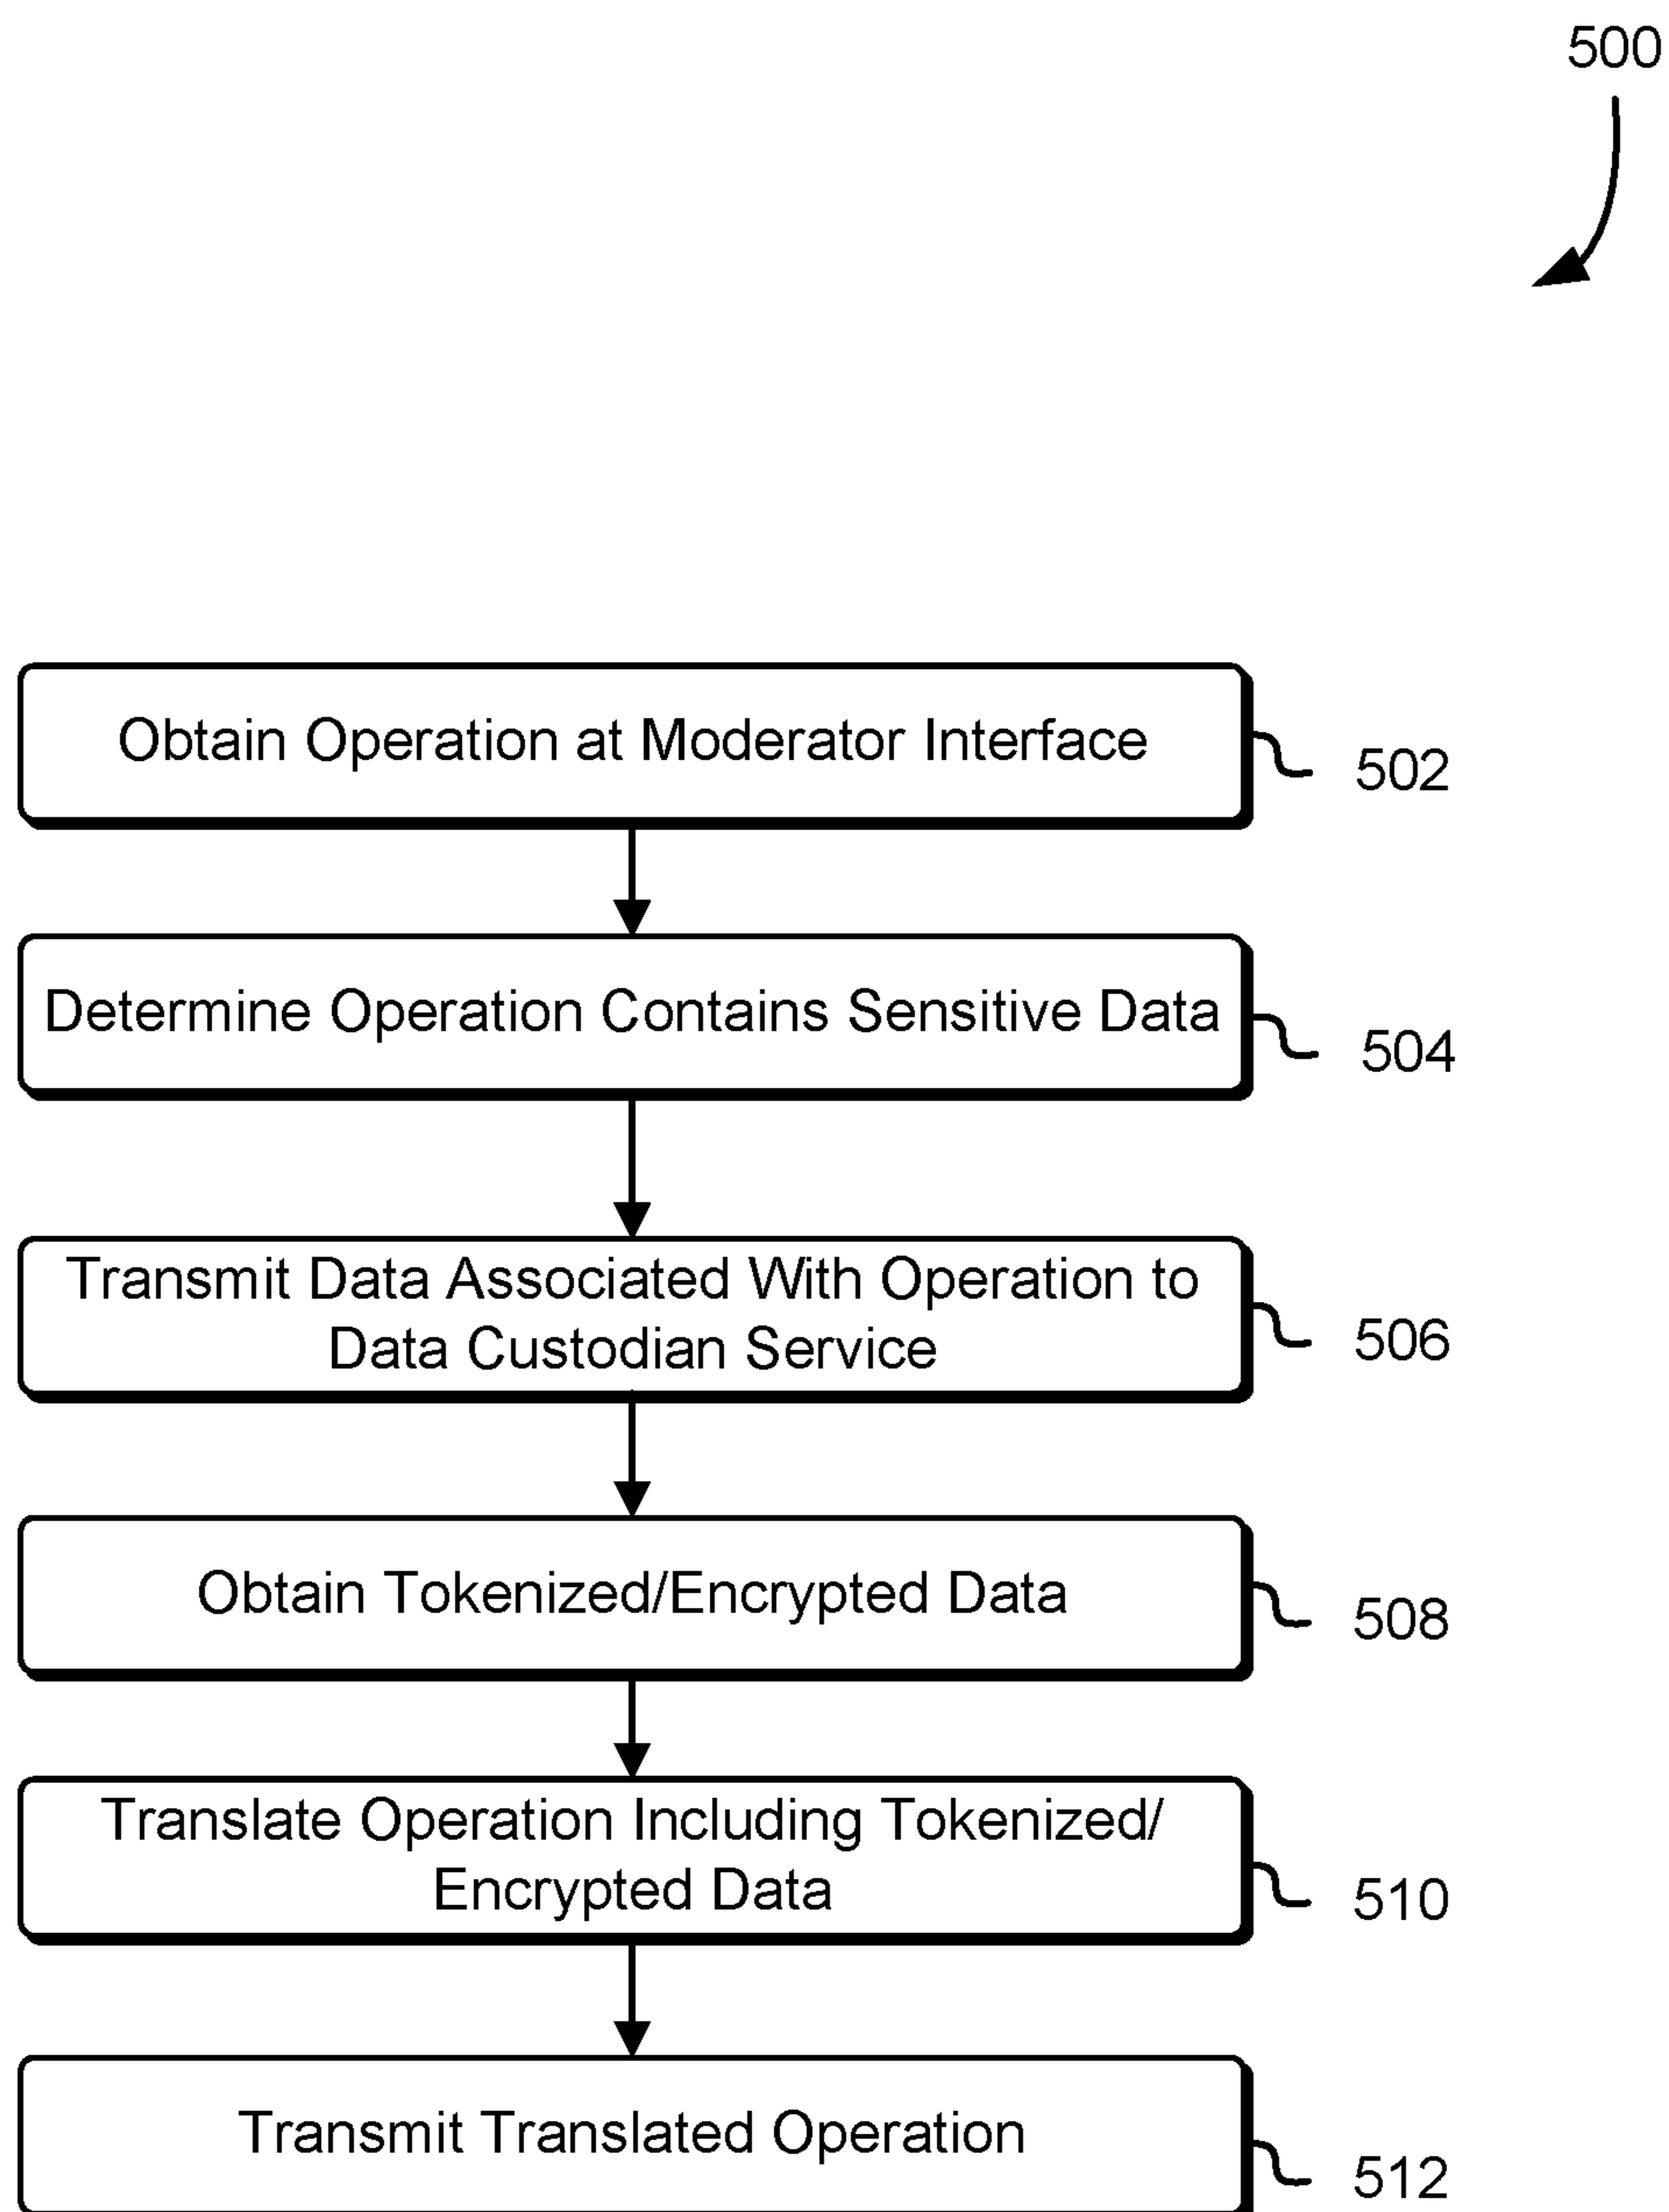 500
Obtain Operation at Moderator Interface
502
Determine Operation Contains Sensitive Data
504
Transmit Data Associated With Operation to
Data Custodian Service
506
Obtain Tokenized/Encrypted Data
508
Translate Operation Including Tokenized/
Encrypted Data
510
Transmit Translated Operation
512